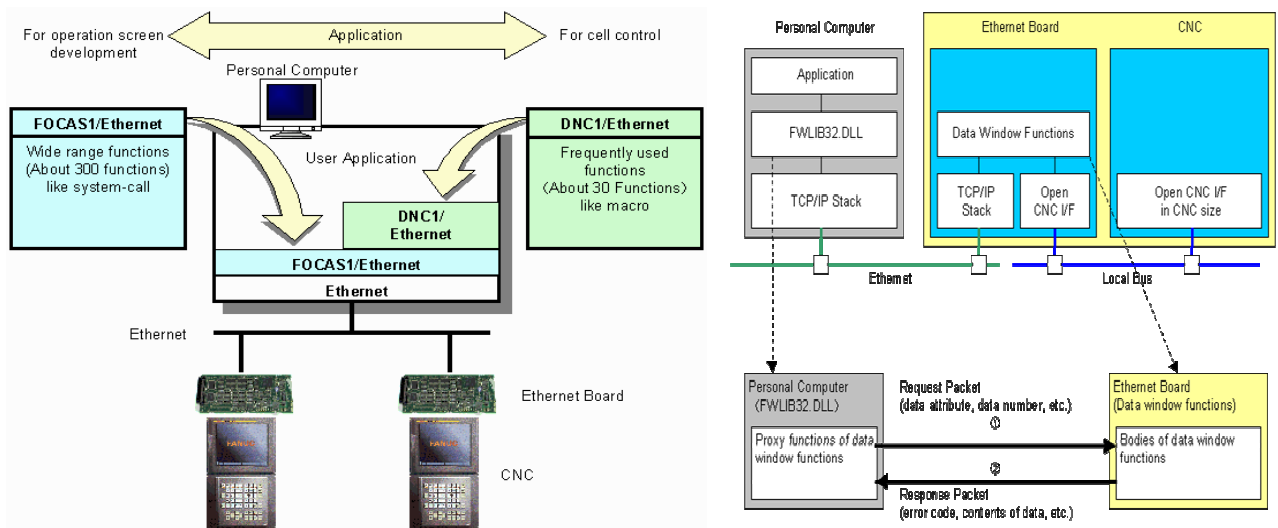 For operation screen
development
Application
For cell control
Personal Computer
FOCAS1/Ethernet
Wide range functions
(About 300 functions)
like system-call
User Application
DNC1/Ethernet
Frequently used
functions
(About 30 Functions)
like macro
DNC1/
Ethernet
FOCAS1/Ethernet
Ethernet
Ethernet
Ethernet Board
FANUC
FANUC
CNC
Personal Computer
Application
FWLIB32.DLL
TCP/IP Stack
Ethernet Board
Data Window Functions
TCP/IP
Stack
Open
CNC I/F
CNC
Open CNC I/F
in CNC size
Ethernet
Local Bus
Personal Computer
(FWLIB32.DLL)
Proxy functions of data
window functions
Request Packet
(data attribute, data number, etc.)
①
②
Response Packet
(error code, contents of data, etc.)
Ethernet Board
(Data window functions)
Bodies of data window
functions